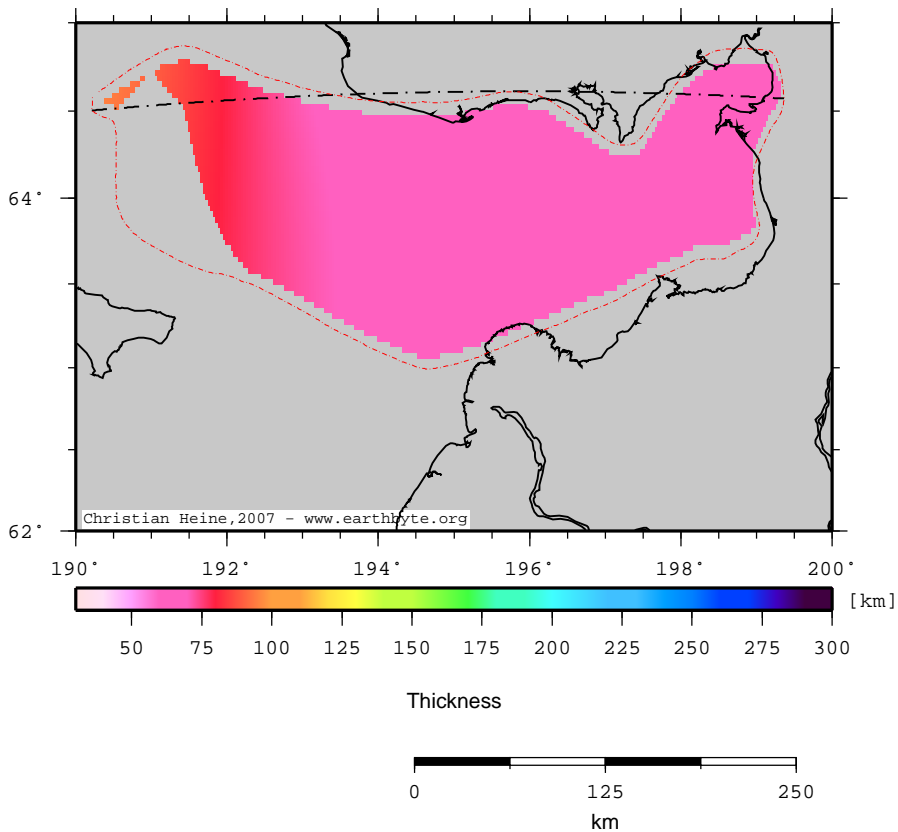 64˚
62˚
Christian Heine,2007 - www.earthbyte.org
190˚ 192˚ 194˚ 196˚ 198˚ 200˚
[km]
50 75 100 125 150 175 200 225 250 275 300
Thickness
0 125 250
km